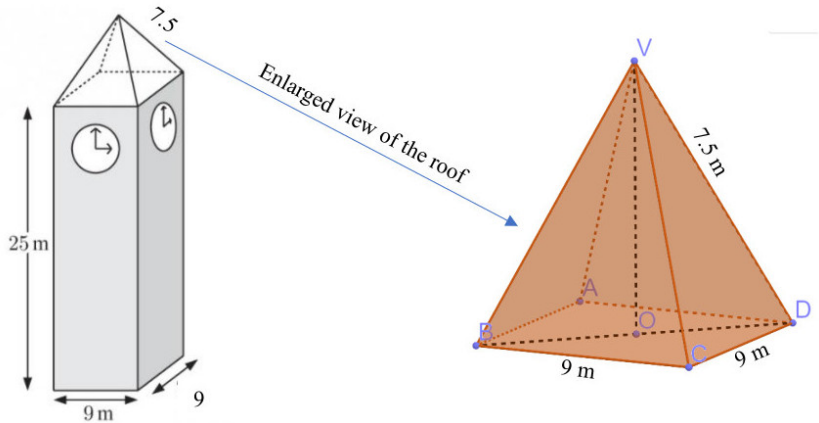 7.5
Enlarged view of the roof
25 m
9 m
9
V
7.5 m
A
B
O
D
C
9 m
9 m